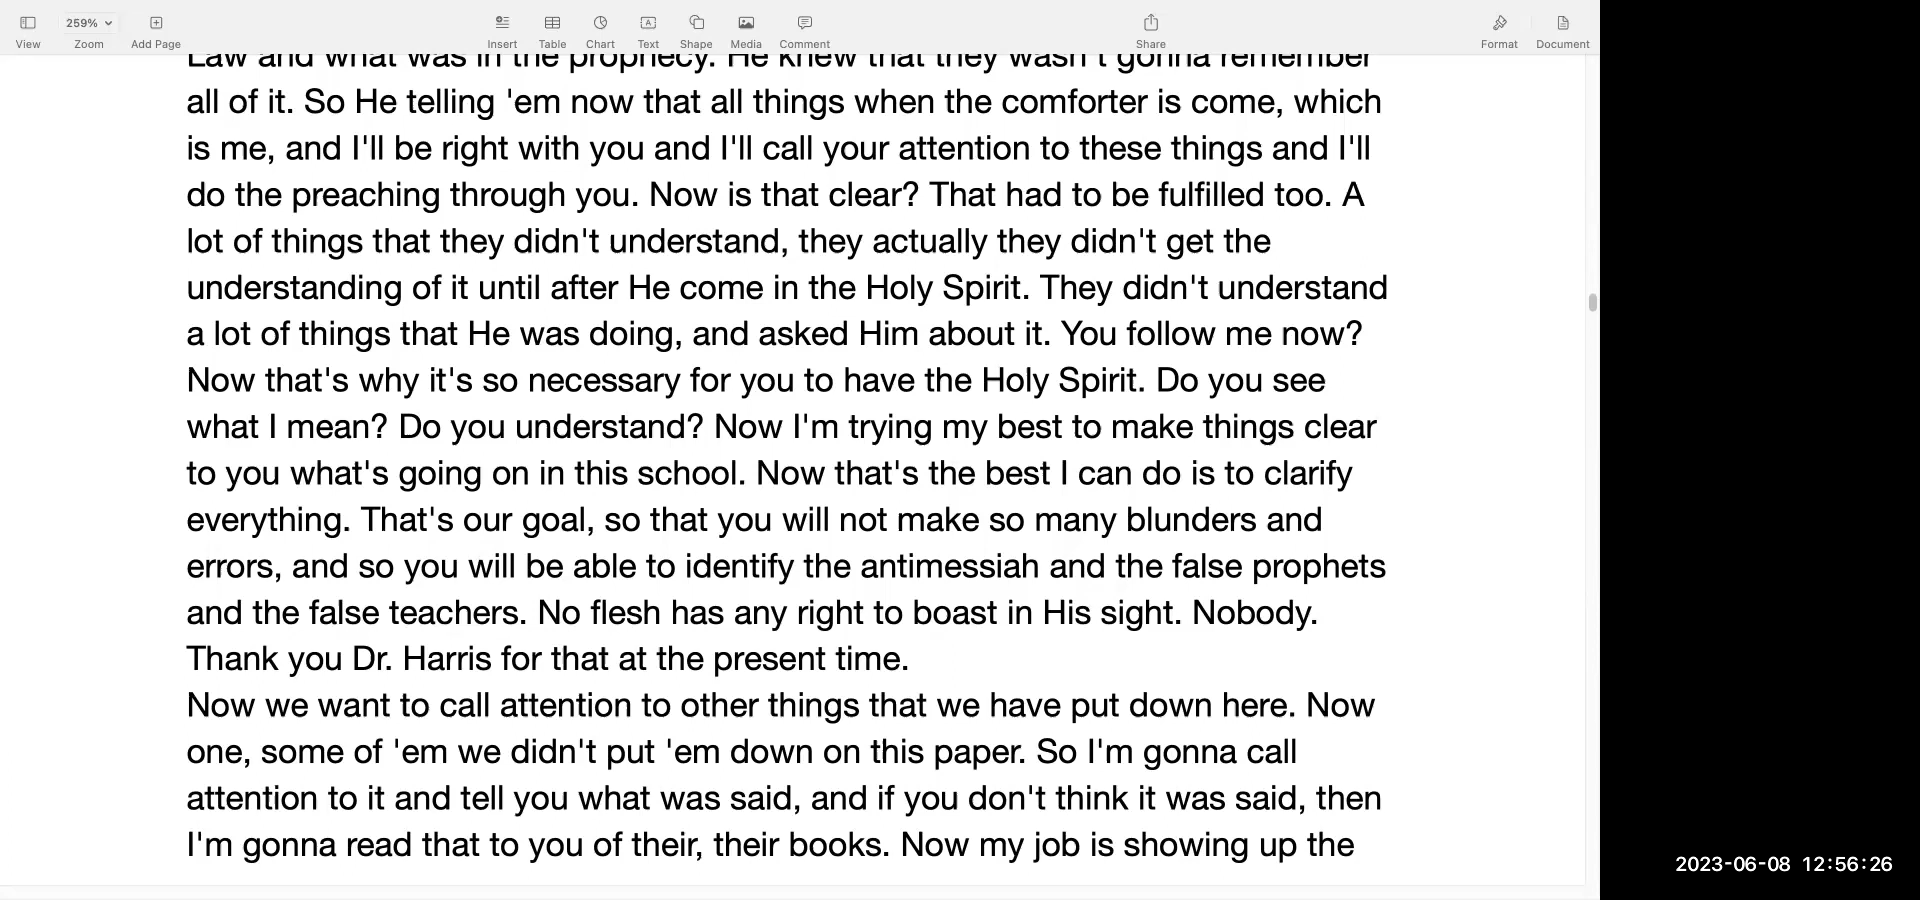 259%
View
Zoom
Add Page
Insert
Table
Chart
Text
Shape
Media
Comment
Share
Format
Document
Law and what was in the prophecy. He knew that they wasn't gonna remember
all of it. So He telling 'em now that all things when the comforter is come, which
is me, and I'll be right with you and I'll call your attention to these things and I'll
do the preaching through you. Now is that clear? That had to be fulfilled too. A
lot of things that they didn't understand, they actually they didn't get the
understanding of it until after He come in the Holy Spirit. They didn't understand
a lot of things that He was doing, and asked Him about it. You follow me now?
Now that's why it's so necessary for you to have the Holy Spirit. Do you see
what I mean? Do you understand? Now I'm trying my best to make things clear
to you what's going on in this school. Now that's the best I can do is to clarify
everything. That's our goal, so that you will not make so many blunders and
errors, and so you will be able to identify the antimessiah and the false prophets
and the false teachers. No flesh has any right to boast in His sight. Nobody.
Thank you Dr. Harris for that at the present time.
Now we want to call attention to other things that we have put down here. Now
one, some of 'em we didn't put 'em down on this paper. So I'm gonna call
attention to it and tell you what was said, and if you don't think it was said, then
I'm gonna read that to you of their, their books. Now my job is showing up the
2023-06-08 12:56:26